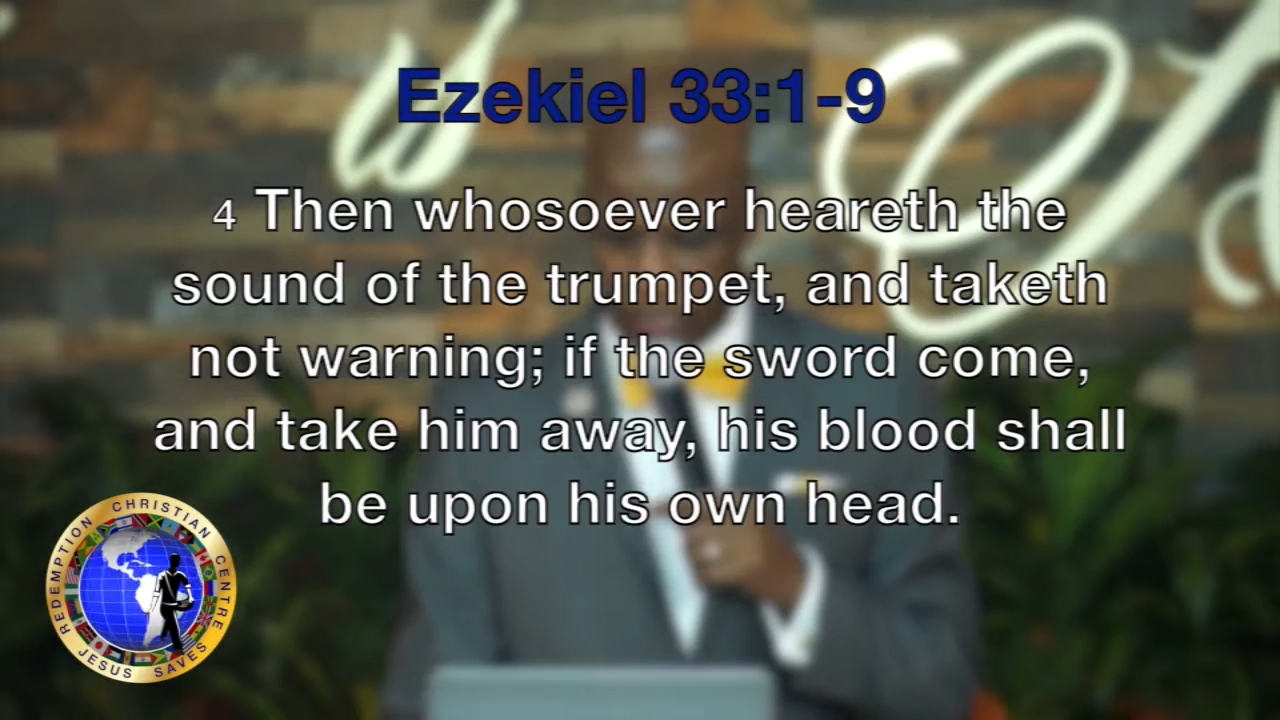 Ezekiel 33:1-9
4 Then whosoever heareth the
sound of the trumpet, and taketh
not warning; if the sword come,
and take him away, his blood shall
be upon his own head.
REDEMPTION CHRISTIAN CENTRE
JESUS SAVES